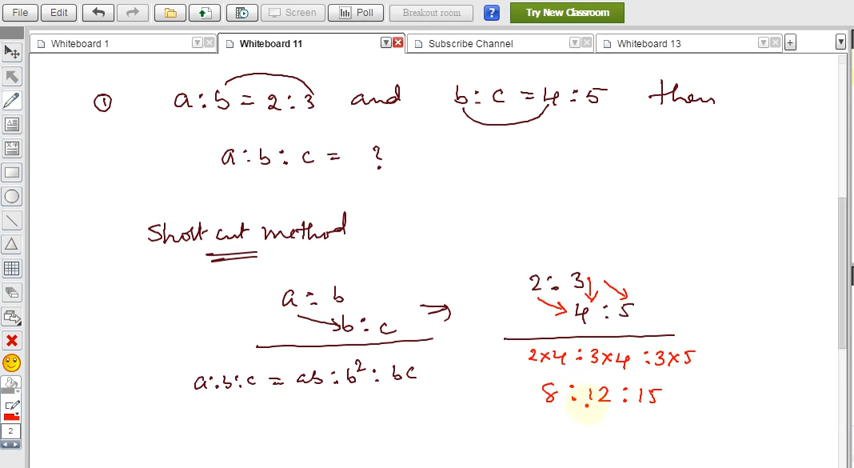 File Edit Screen Poll Breakout room ? Try New Classroom
Whiteboard 1 Whiteboard 11 Subscribe Channel Whiteboard 13
① a : b = 2 : 3 and b : c = 4 : 5 then
a : b : c = ?
Short cut method
a : b
b : c
a : b : c = ab : b² : bc
2 : 3
4 : 5
2×4 : 3×4 : 3×5
8 : 12 : 15
2